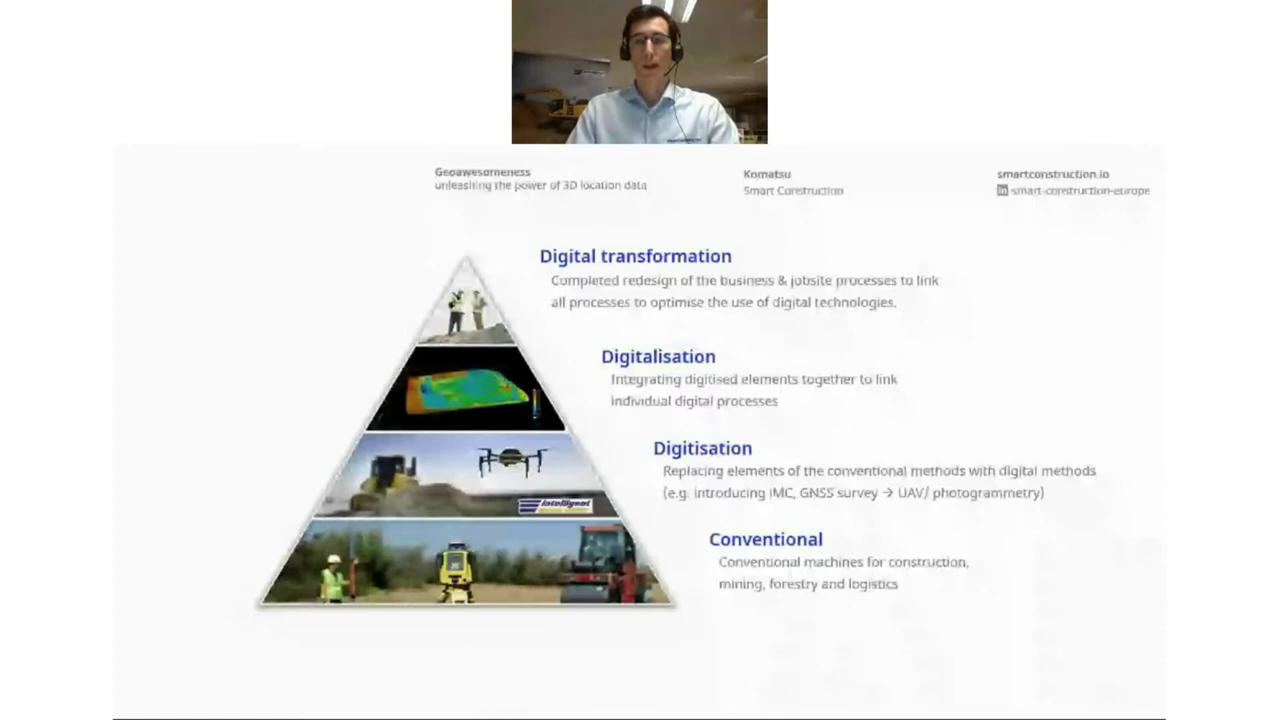 Geoawesomeness
unleashing the power of 3D location data
Komatsu
Smart Construction
smartconstruction.io
in smart-construction-europe
Digital transformation
Completed redesign of the business & jobsite processes to link
all processes to optimise the use of digital technologies.
Digitalisation
Integrating digitised elements together to link
individual digital processes
Digitisation
Replacing elements of the conventional methods with digital methods
(e.g. introducing iMC, GNSS survey → UAV/ photogrammetry)
intelligent
Conventional
Conventional machines for construction,
mining, forestry and logistics